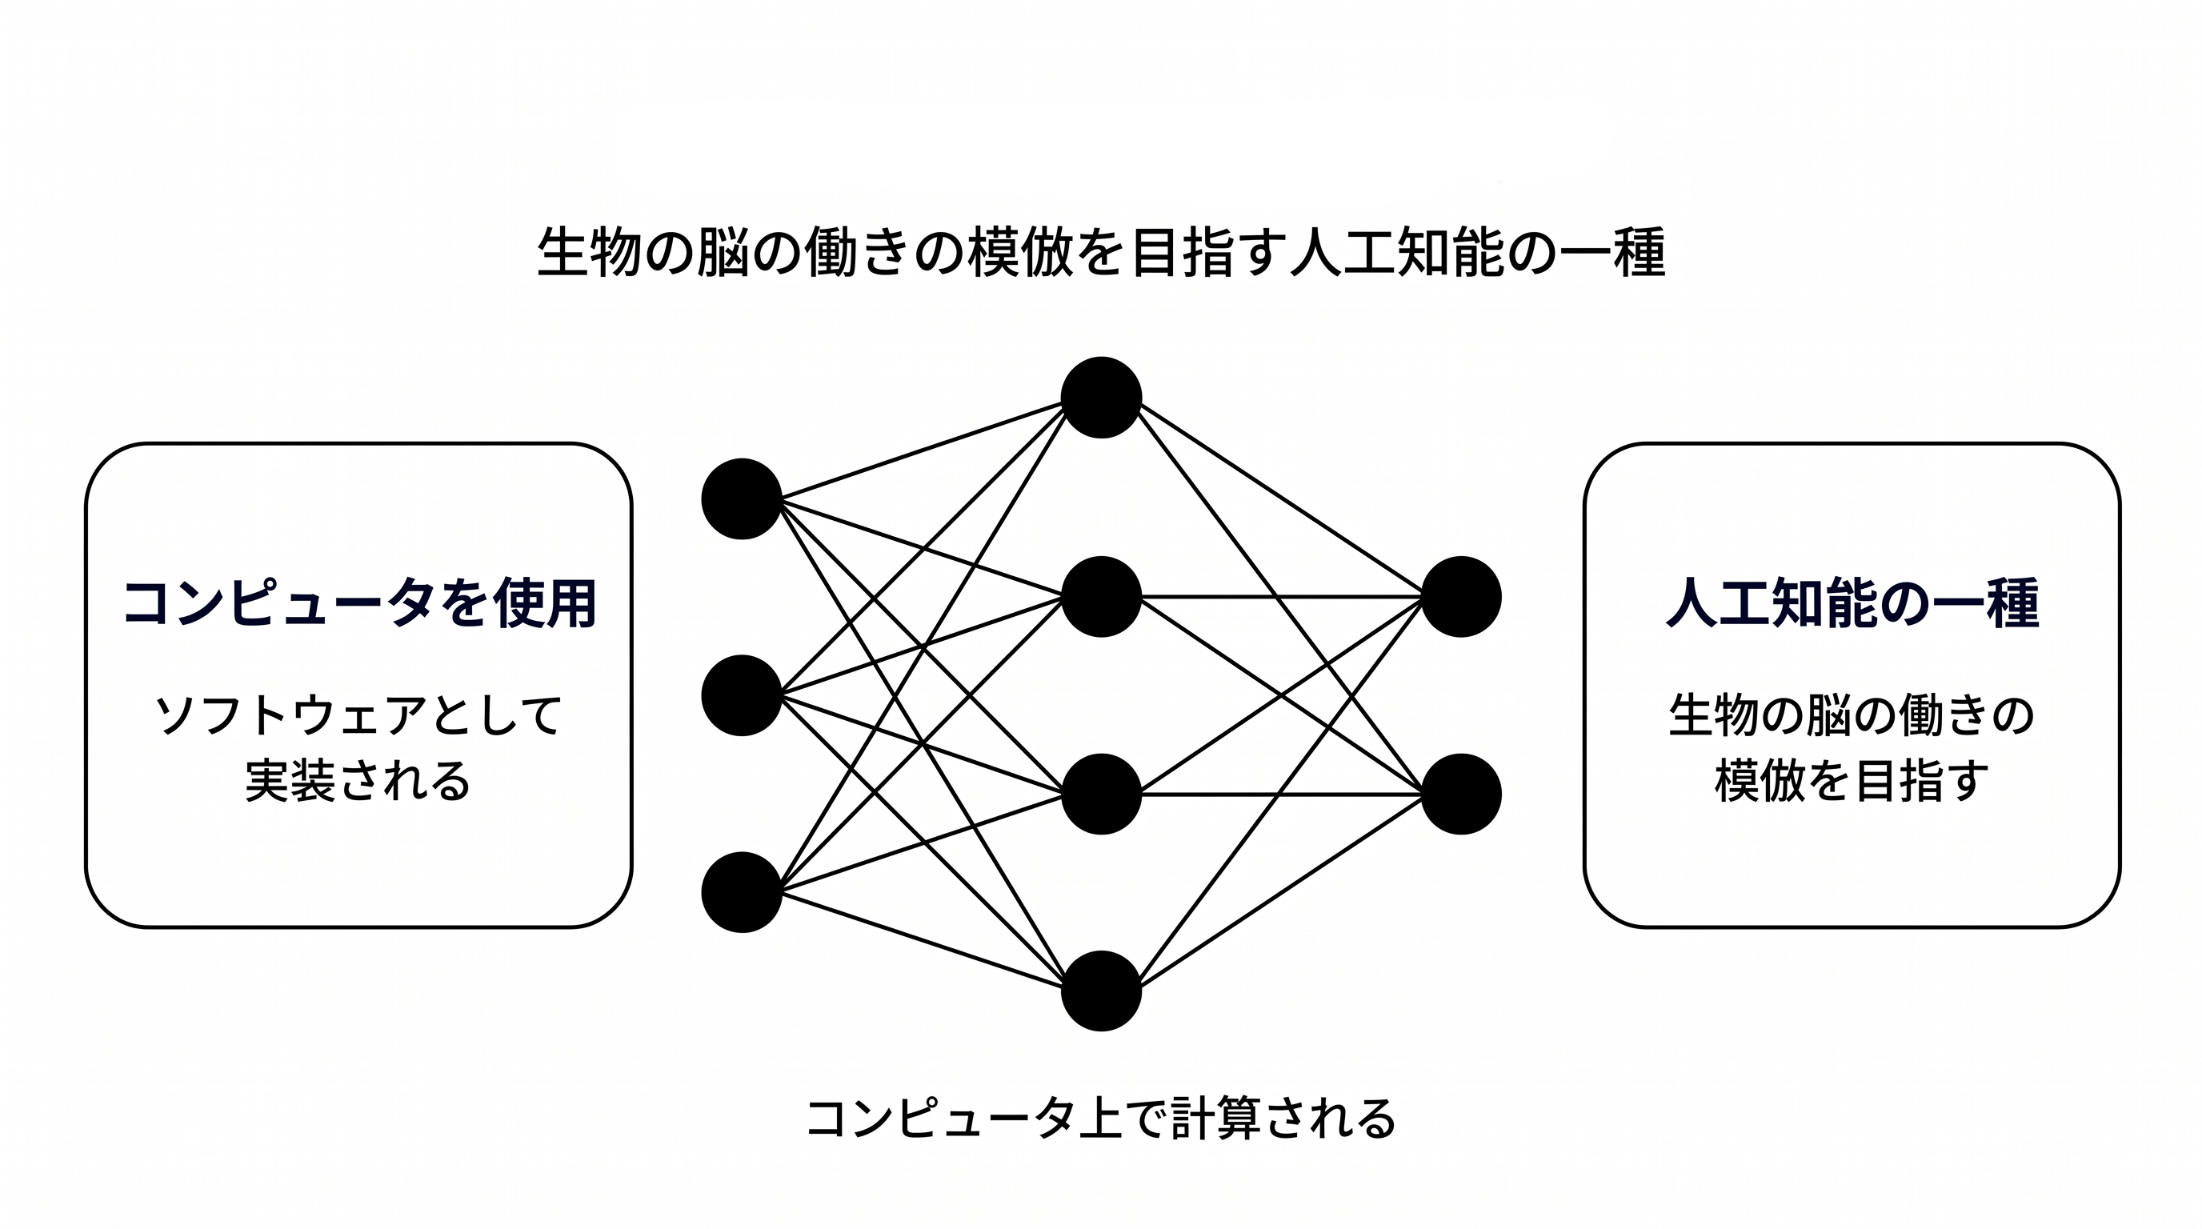 生物の脳の働きの模倣を目指す人工知能の一種
コンピュータを使用
ソフトウェアとして
実装される
人工知能の一種
生物の脳の働きの
模倣を目指す
コンピュータ上で計算される